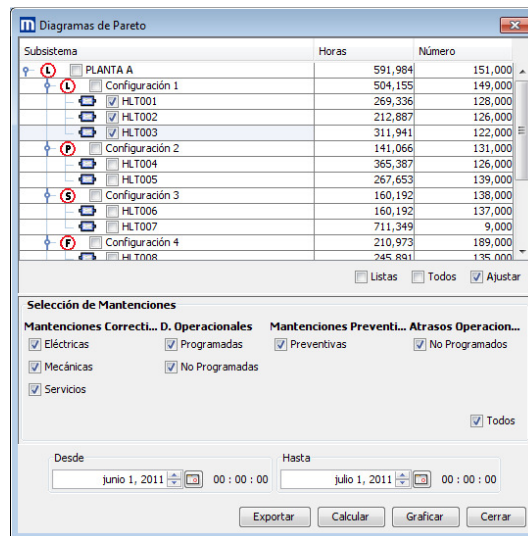 m Diagramas de Pareto
Subsistema Horas Número
L PLANTA A 591,984 151,000
L Configuración 1 504,155 149,000
HLT001 269,336 128,000
HLT002 212,887 126,000
HLT003 311,941 122,000
P Configuración 2 141,066 131,000
HLT004 365,387 126,000
HLT005 267,653 139,000
S Configuración 3 160,192 138,000
HLT006 160,192 137,000
HLT007 711,349 9,000
F Configuración 4 210,973 189,000
HLT008 245,891 135,000
Listas Todos Ajustar
Selección de Mantenciones
Mantenciones Correcti... D. Operacionales Mantenciones Preventi... Atrasos Operacion...
Eléctricas Programadas Preventivas No Programados
Mecánicas No Programadas
Servicios
Todos
Desde Hasta
junio 1, 2011 00 : 00 : 00 julio 1, 2011 00 : 00 : 00
Exportar Calcular Graficar Cerrar